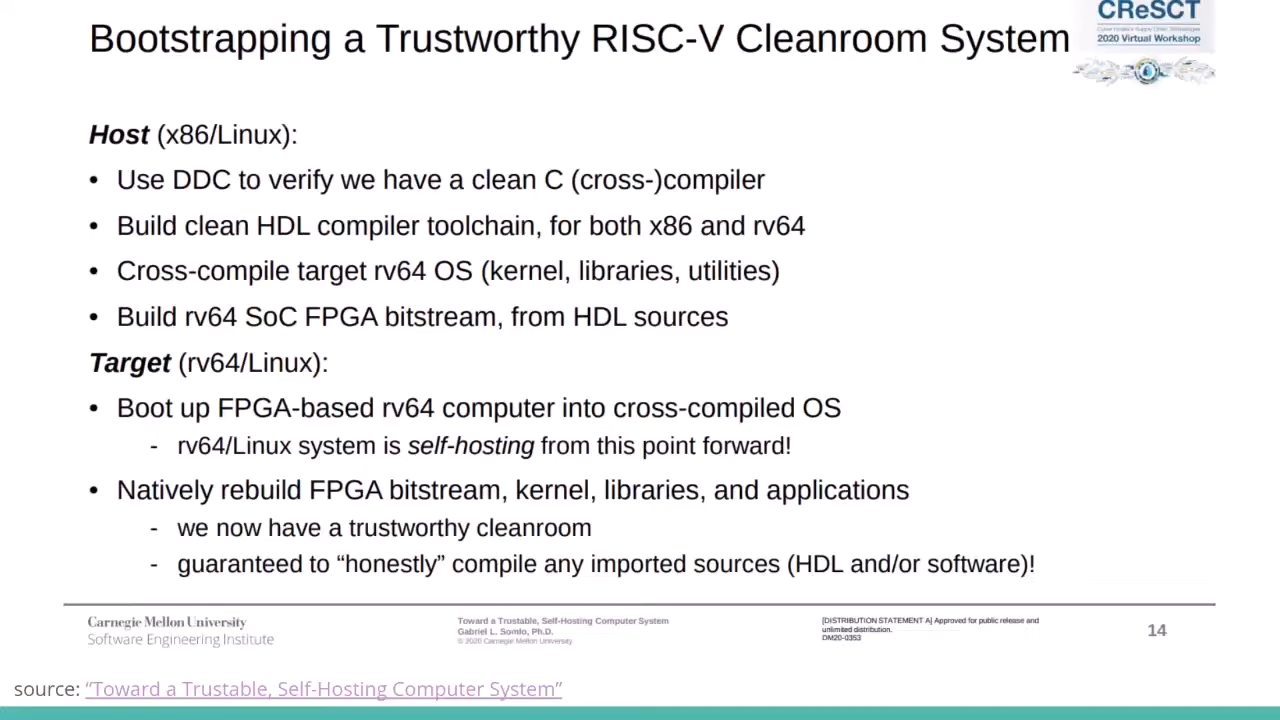 Bootstrapping a Trustworthy RISC-V Cleanroom System
CReSCT
2020 Virtual Workshop
Host (x86/Linux):
• Use DDC to verify we have a clean C (cross-)compiler
• Build clean HDL compiler toolchain, for both x86 and rv64
• Cross-compile target rv64 OS (kernel, libraries, utilities)
• Build rv64 SoC FPGA bitstream, from HDL sources
Target (rv64/Linux):
• Boot up FPGA-based rv64 computer into cross-compiled OS
- rv64/Linux system is self-hosting from this point forward!
• Natively rebuild FPGA bitstream, kernel, libraries, and applications
- we now have a trustworthy cleanroom
- guaranteed to “honestly” compile any imported sources (HDL and/or software)!
Carnegie Mellon University
Software Engineering Institute
Toward a Trustable, Self-Hosting Computer System
Gabriel L. Somlo, Ph.D.
© 2020 Carnegie Mellon University
[DISTRIBUTION STATEMENT A] Approved for public release and
unlimited distribution.
DM20-0353
14
source: “Toward a Trustable, Self-Hosting Computer System”